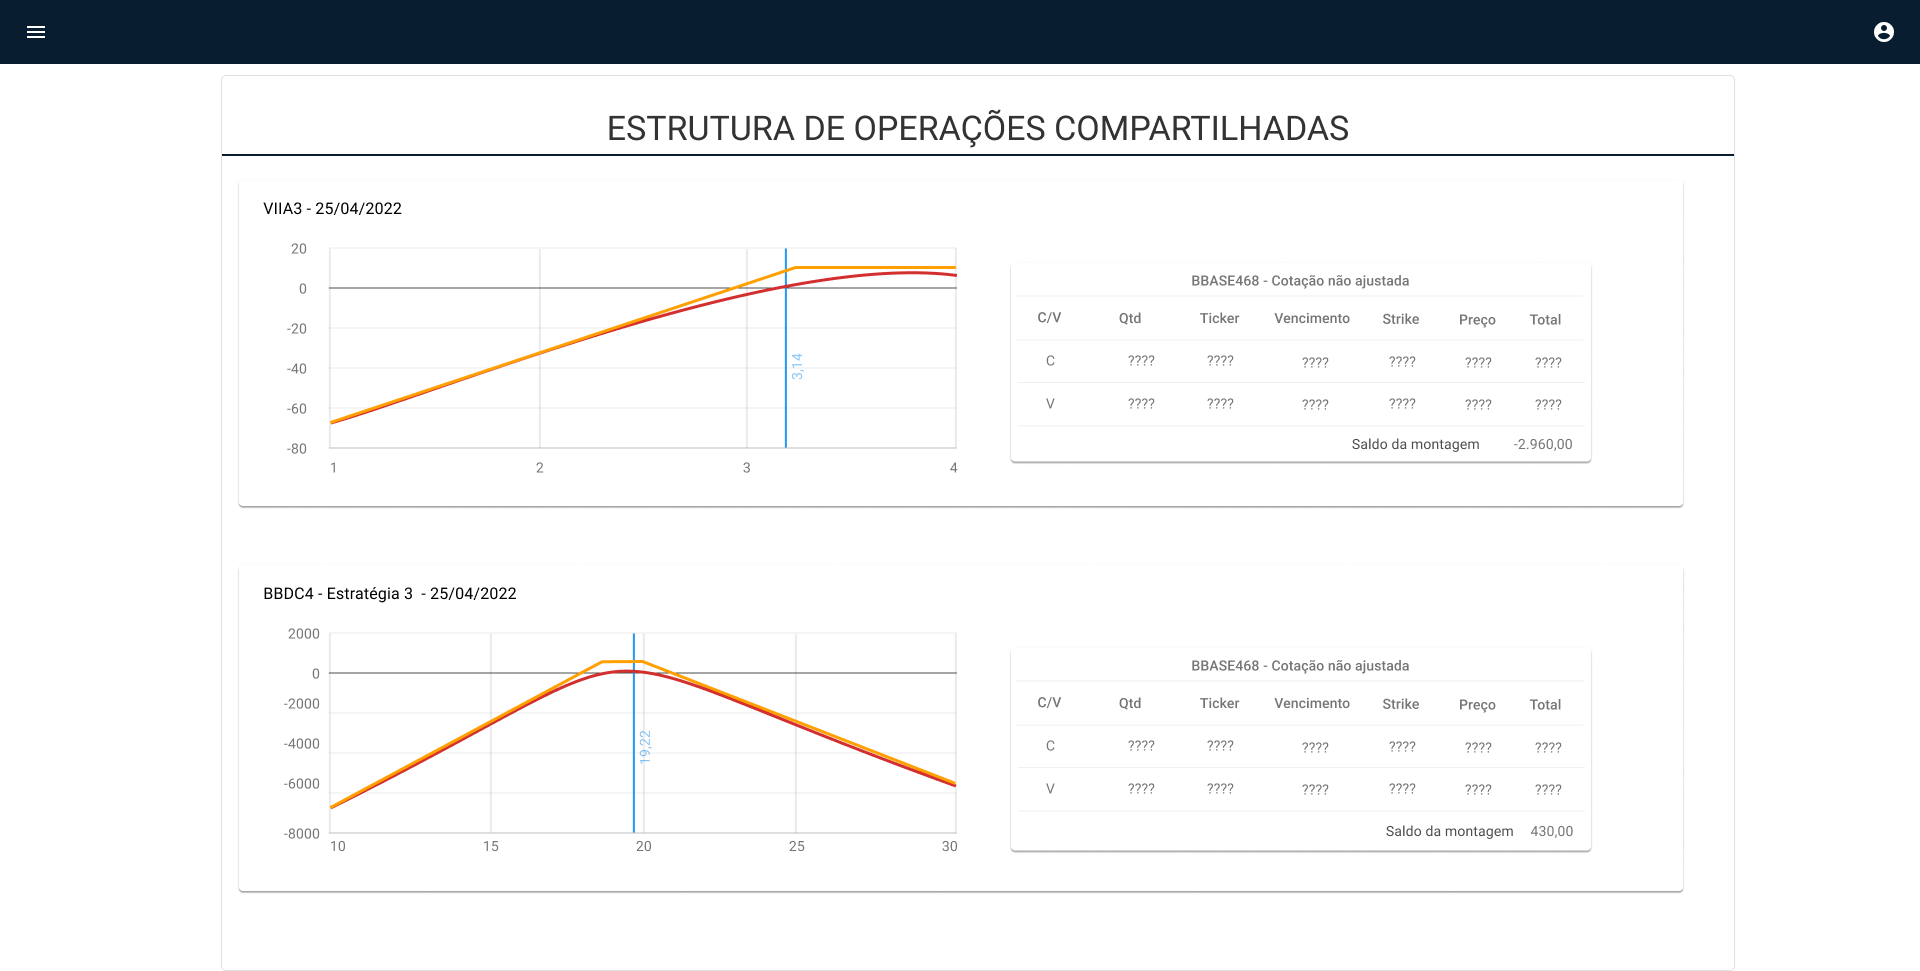 ESTRUTURA DE OPERAÇÕES COMPARTILHADAS
VIIA3 - 25/04/2022
20
0
-20
-40
-60
-80
1 2 3 4
3,14
BBASE468 - Cotação não ajustada
C/V Qtd Ticker Vencimento Strike Preço Total
C ???? ???? ???? ???? ???? ????
V ???? ???? ???? ???? ???? ????
Saldo da montagem -2.960,00
BBDC4 - Estratégia 3 - 25/04/2022
2000
0
-2000
-4000
-6000
-8000
10 15 20 25 30
19,22
BBASE468 - Cotação não ajustada
C/V Qtd Ticker Vencimento Strike Preço Total
C ???? ???? ???? ???? ???? ????
V ???? ???? ???? ???? ???? ????
Saldo da montagem 430,00